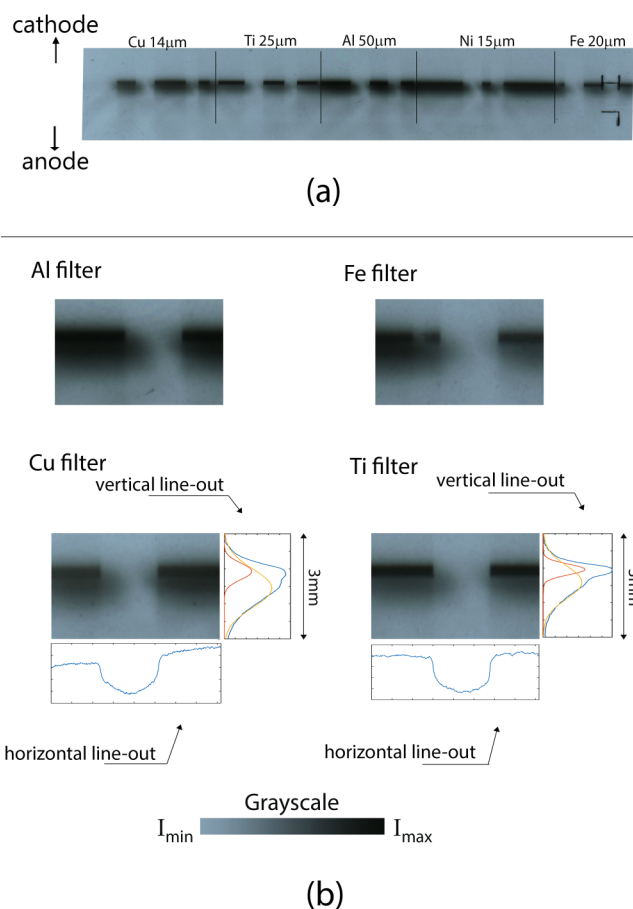 cathode
Cu 14μm
Ti 25μm
Al 50μm
Ni 15μm
Fe 20μm
anode
(a)
Al filter
Fe filter
Cu filter
Ti filter
vertical line-out
vertical line-out
3mm
horizontal line-out
horizontal line-out
Grayscale
Imin
Imax
(b)